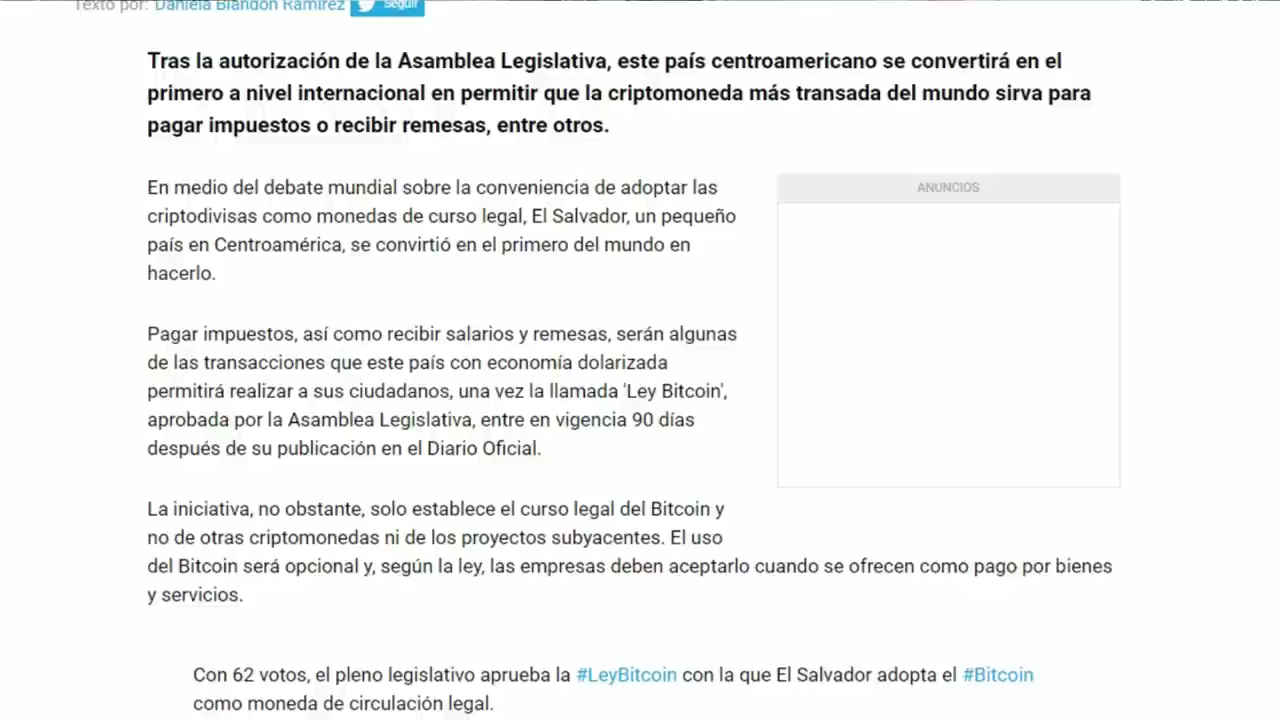 Texto por: Daniela Blandón Ramírez Seguir
Tras la autorización de la Asamblea Legislativa, este país centroamericano se convertirá en el
primero a nivel internacional en permitir que la criptomoneda más transada del mundo sirva para
pagar impuestos o recibir remesas, entre otros.
En medio del debate mundial sobre la conveniencia de adoptar las
criptodivisas como monedas de curso legal, El Salvador, un pequeño
país en Centroamérica, se convirtió en el primero del mundo en
hacerlo.
ANUNCIOS
Pagar impuestos, así como recibir salarios y remesas, serán algunas
de las transacciones que este país con economía dolarizada
permitirá realizar a sus ciudadanos, una vez la llamada 'Ley Bitcoin',
aprobada por la Asamblea Legislativa, entre en vigencia 90 días
después de su publicación en el Diario Oficial.
La iniciativa, no obstante, solo establece el curso legal del Bitcoin y
no de otras criptomonedas ni de los proyectos subyacentes. El uso
del Bitcoin será opcional y, según la ley, las empresas deben aceptarlo cuando se ofrecen como pago por bienes
y servicios.
Con 62 votos, el pleno legislativo aprueba la #LeyBitcoin con la que El Salvador adopta el #Bitcoin
como moneda de circulación legal.